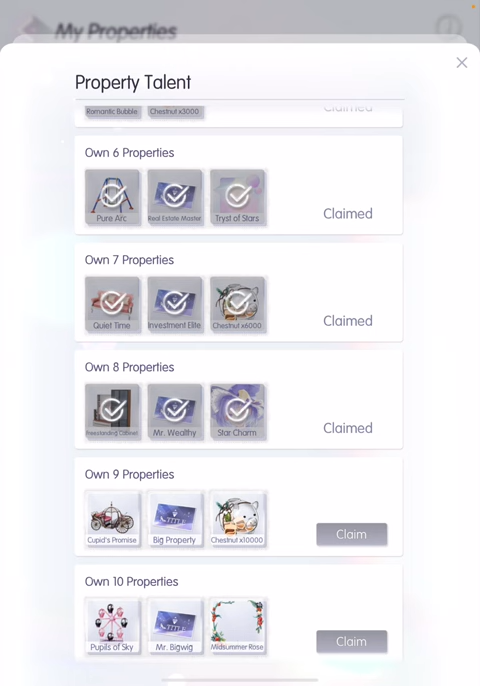 My Properties
Property Talent
Romantic Bubble
Chestnut x3000
Claimed
Own 6 Properties
Pure Arc
Real Estate Master
Tryst of Stars
Claimed
Own 7 Properties
Quiet Time
Investment Elite
Chestnut x6000
Claimed
Own 8 Properties
Freestanding Cabinet
Mr. Wealthy
Star Charm
Claimed
Own 9 Properties
TITLE
Cupid's Promise
Big Property
Chestnut x10000
Claim
Own 10 Properties
TITLE
Pupils of Sky
Mr. Bigwig
Midsummer Rose
Claim